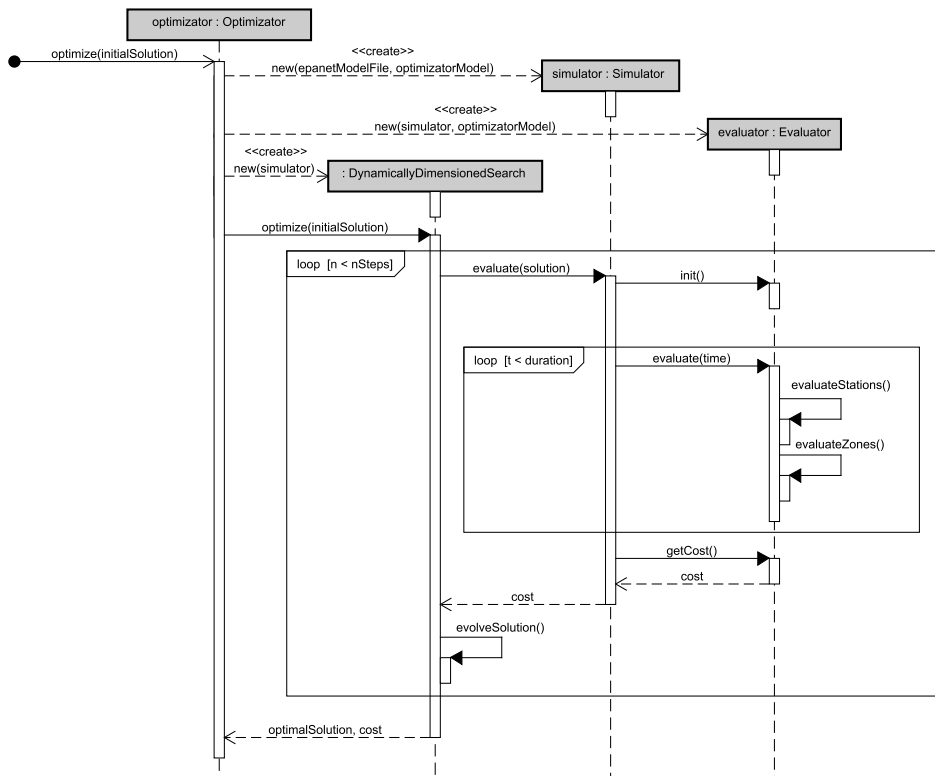 optimizator : Optimizator
optimize(initialSolution)
<<create>>
new(epanetModelFile, optimizatorModel)
simulator : Simulator
<<create>>
new(simulator, optimizatorModel)
evaluator : Evaluator
<<create>>
new(simulator)
: DynamicallyDimensionedSearch
optimize(initialSolution)
loop [n < nSteps]
evaluate(solution)
init()
loop [t < duration]
evaluate(time)
evaluateStations()
evaluateZones()
getCost()
cost
cost
evolveSolution()
optimalSolution, cost